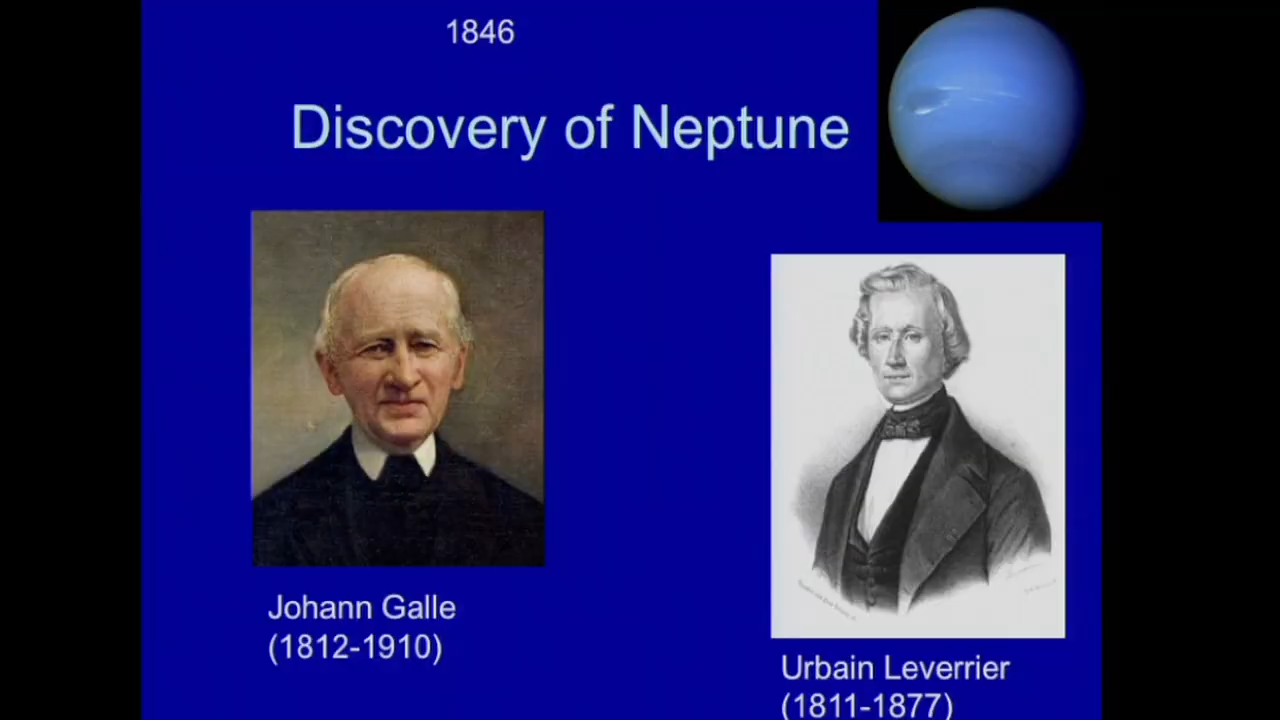 1846
Discovery of Neptune
Johann Galle
(1812-1910)
Urbain Leverrier
(1811-1877)